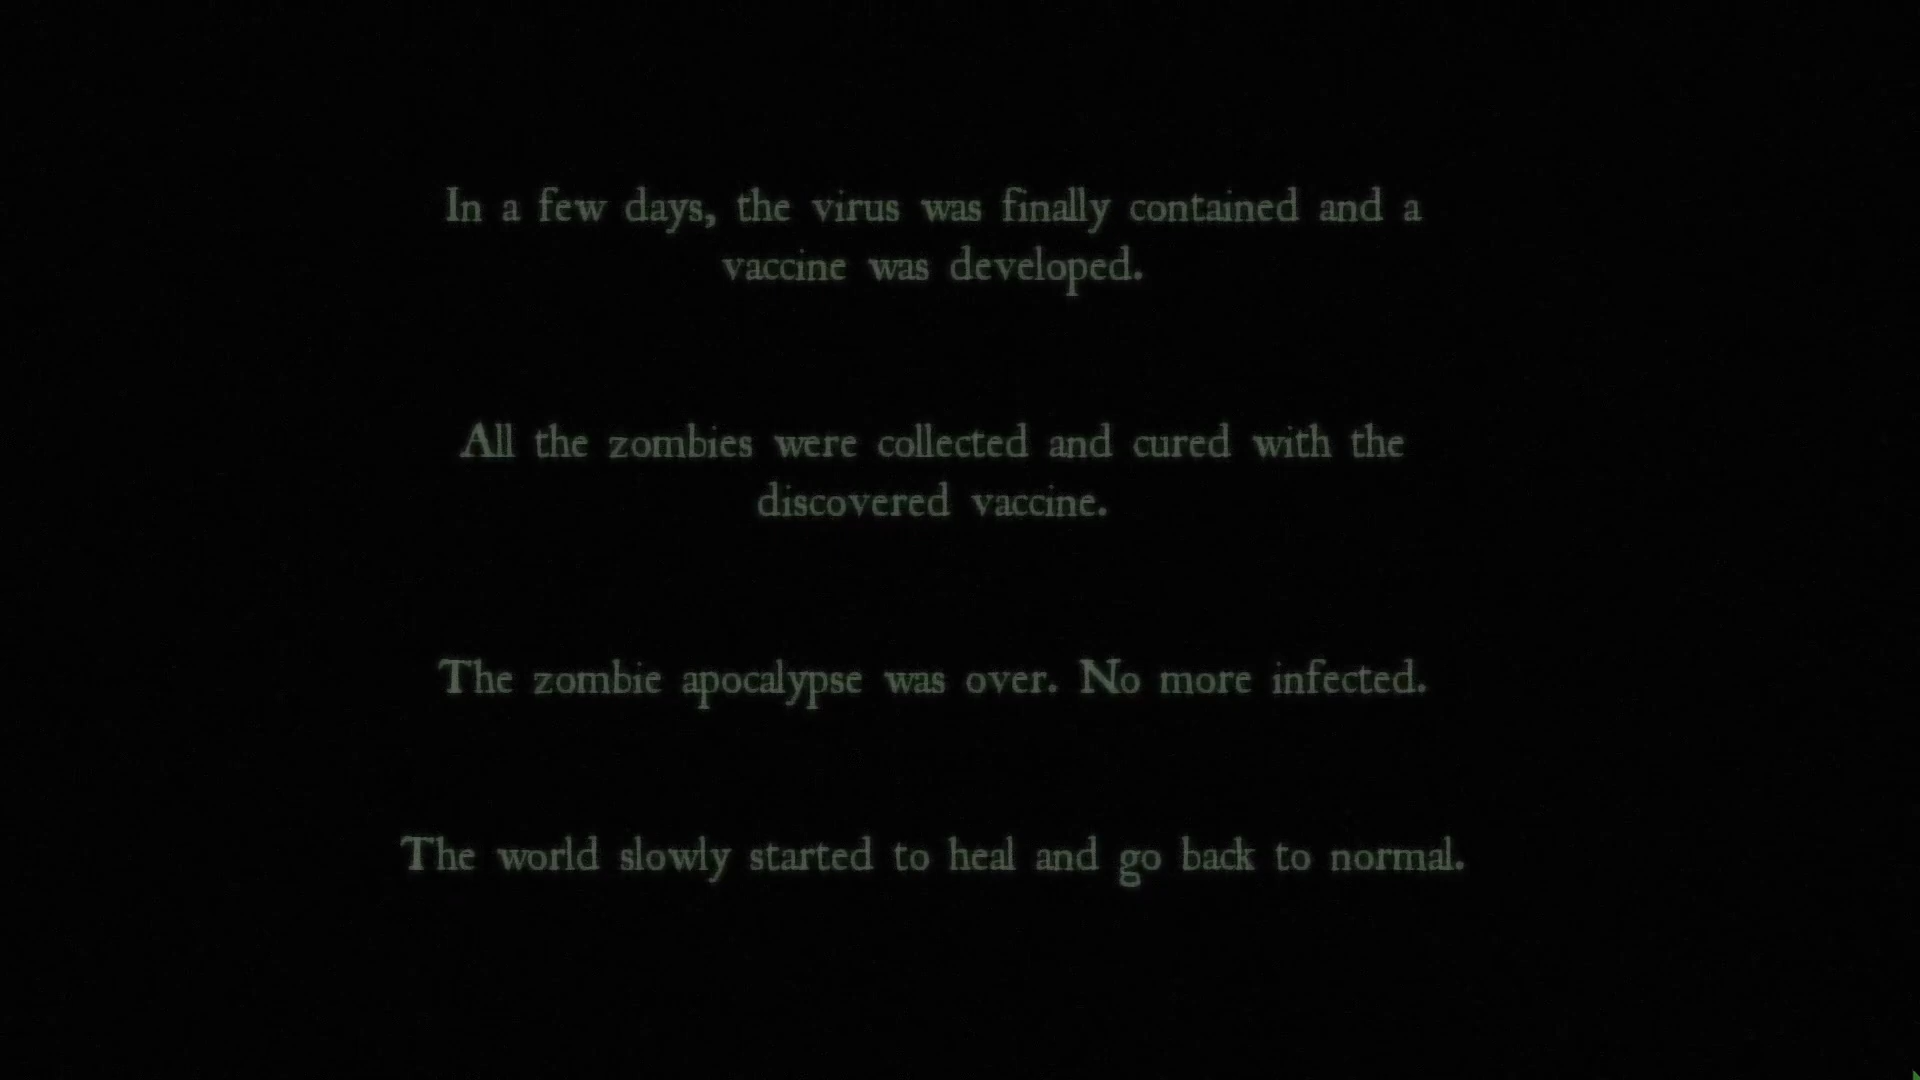 In a few days, the virus was finally contained and a
vaccine was developed.
All the zombies were collected and cured with the
discovered vaccine.
The zombie apocalypse was over. No more infected.
The world slowly started to heal and go back to normal.